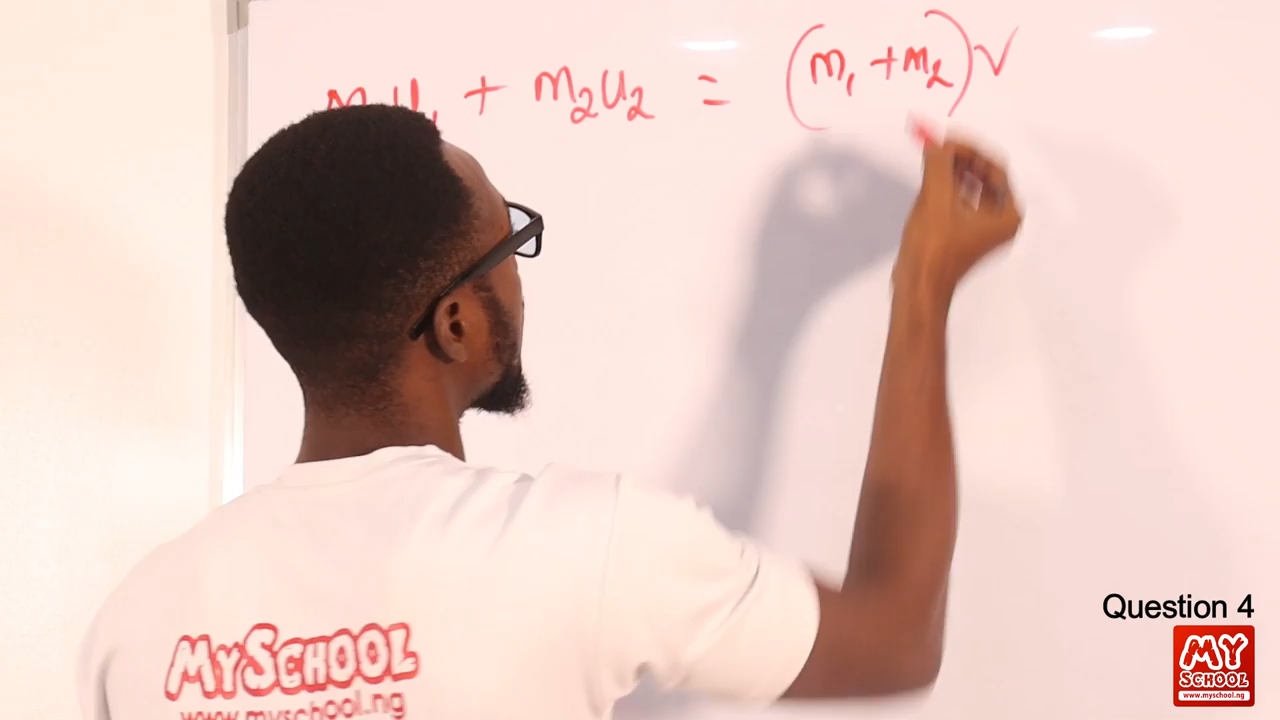 m₁u₁ + m₂u₂ = (m₁ + m₂)V
MYSCHOOL
www.myschool.ng
Question 4
MY
SCHOOL
www.myschool.ng